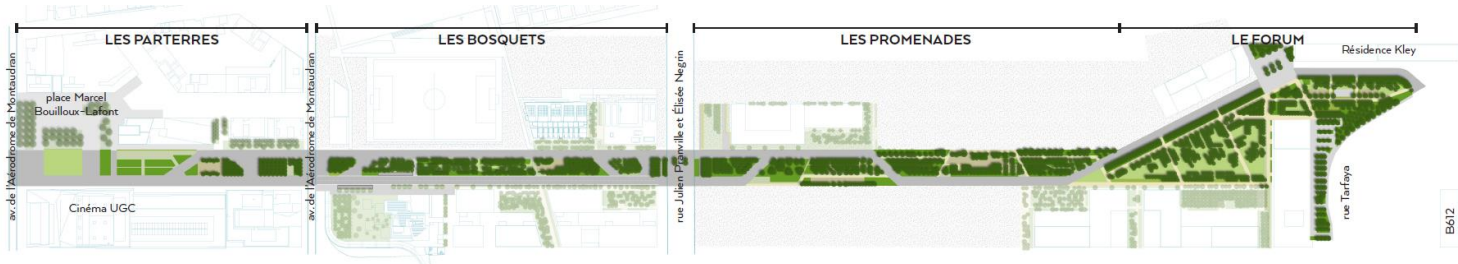 LES PARTERRES
LES BOSQUETS
LES PROMENADES
LE FORUM
Résidence Kley
av. de l'Aérodrome de Montaudran
place Marcel
Bouilloux-Lafont
Cinéma UGC
av. de l'Aérodrome de Montaudran
rue Julien Pranville et Élisée Negrin
rue Tarfaya
B612